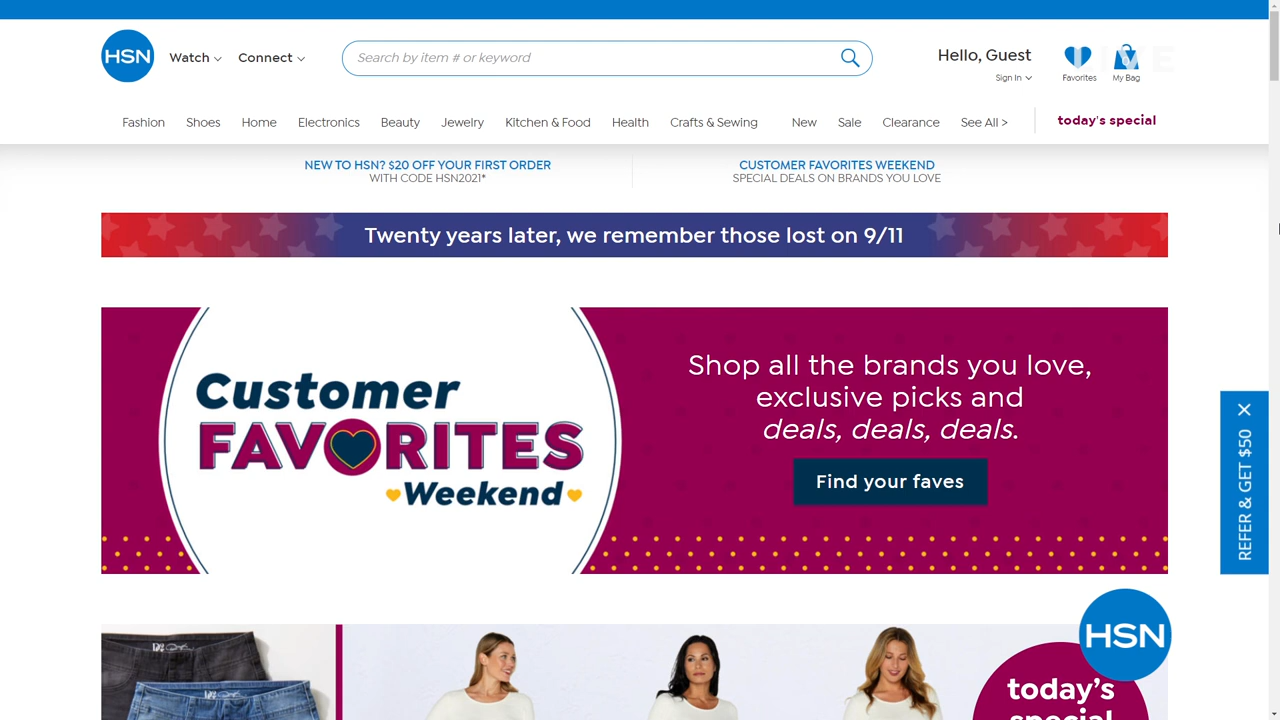 HSN
Watch
Connect
Search by item # or keyword
Hello, Guest
Sign In
Favorites
0
My Bag
Fashion
Shoes
Home
Electronics
Beauty
Jewelry
Kitchen & Food
Health
Crafts & Sewing
New
Sale
Clearance
See All >
today's special
NEW TO HSN? $20 OFF YOUR FIRST ORDER
WITH CODE HSN2021*
CUSTOMER FAVORITES WEEKEND
SPECIAL DEALS ON BRANDS YOU LOVE
Twenty years later, we remember those lost on 9/11
Customer
FAVORITES
Weekend
Shop all the brands you love,
exclusive picks and
deals, deals, deals.
Find your faves
REFER & GET $50
HSN
today's
special